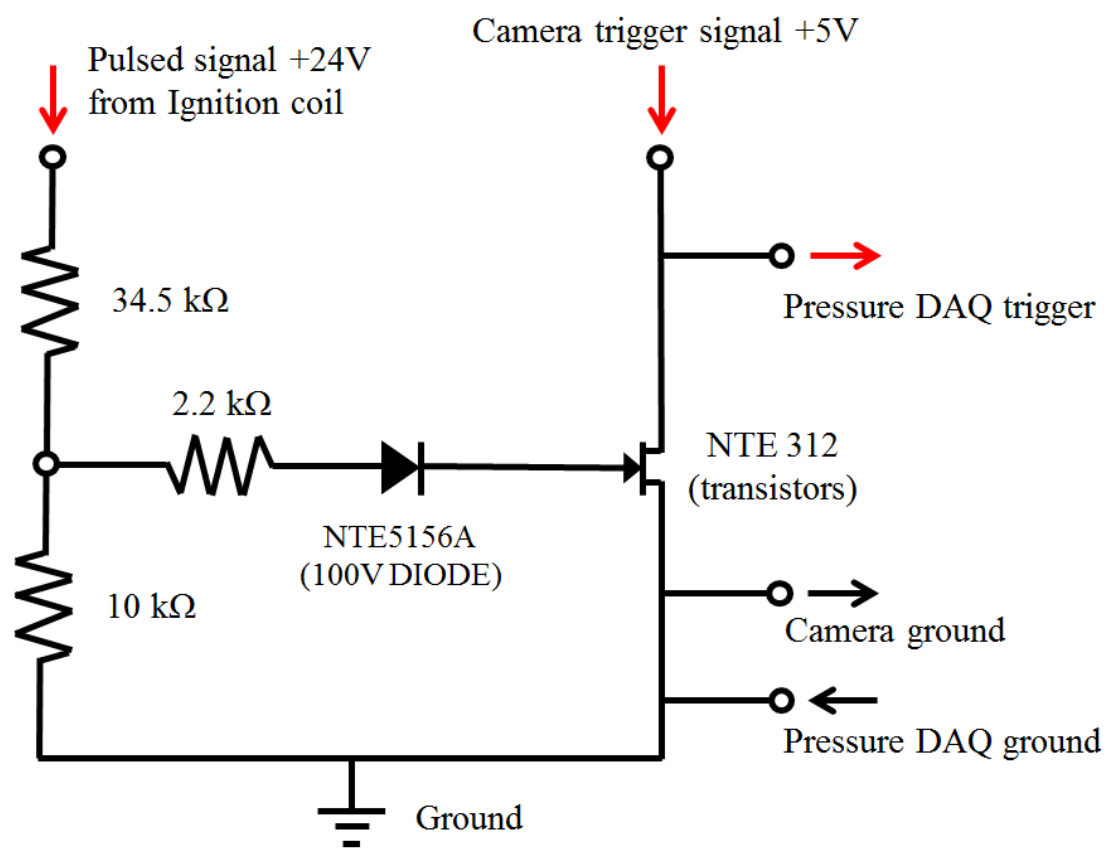 Camera trigger signal +5V
Pulsed signal +24V
from Ignition coil
Pressure DAQ trigger
34.5 kΩ
2.2 kΩ
NTE 312
(transistors)
NTE5156A
(100V DIODE)
10 kΩ
Camera ground
Pressure DAQ ground
Ground